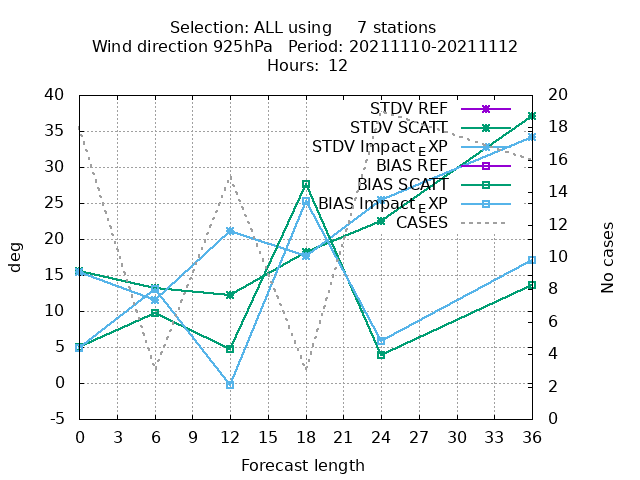 Selection: ALL using 7 stations
Wind direction 925hPa Period: 20211110-20211112
Hours: 12
40
35
30
25
20
15
10
5
0
-5
deg
STDV REF
STDV SCATT
STDV Impact_EXP
BIAS REF
BIAS SCATT
BIAS Impact_EXP
CASES
20
18
16
14
12
10
8
6
4
2
0
No cases
0 3 6 9 12 15 18 21 24 27 30 33 36
Forecast length